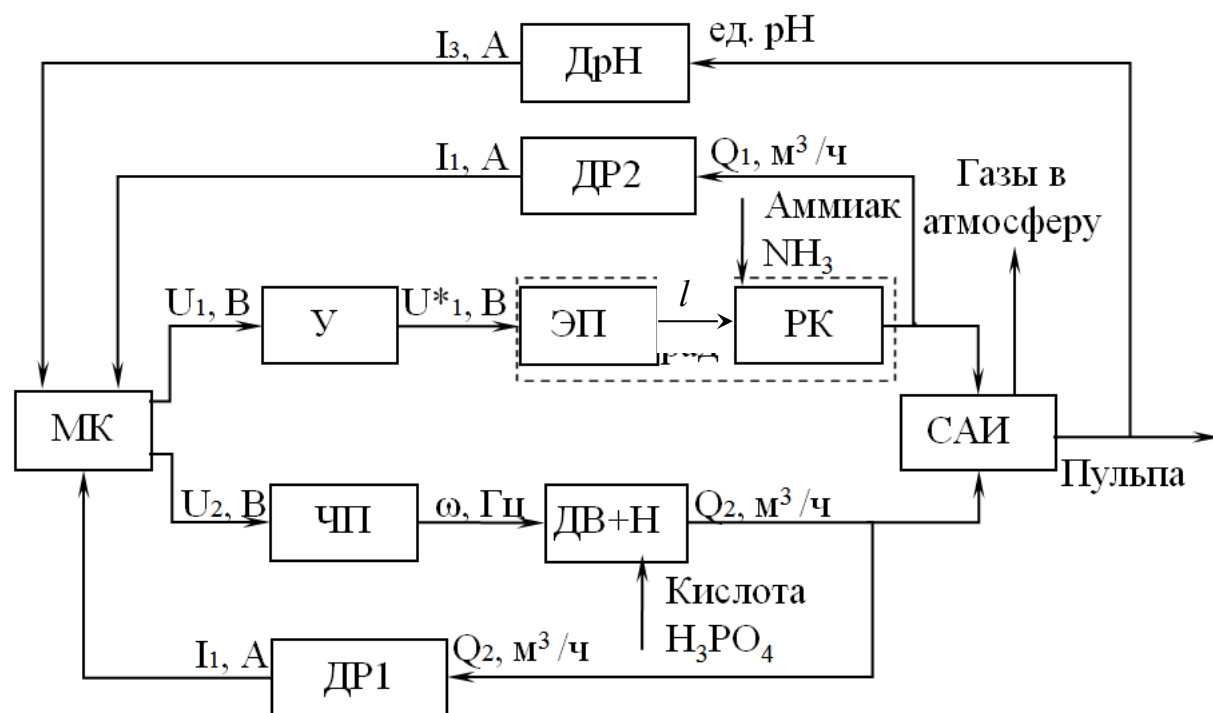 I₃, А
ДрН
ед. рН
I₁, А
ДР2
Q₁, м³/ч
Газы в
атмосферу
Аммиак
NH₃
U₁, В
У
U*₁, В
ЭП
l
РК
МК
САИ
Пульпа
U₂, В
ЧП
ω, Гц
ДВ+Н
Q₂, м³/ч
Кислота
H₃PO₄
I₁, А
ДР1
Q₂, м³/ч